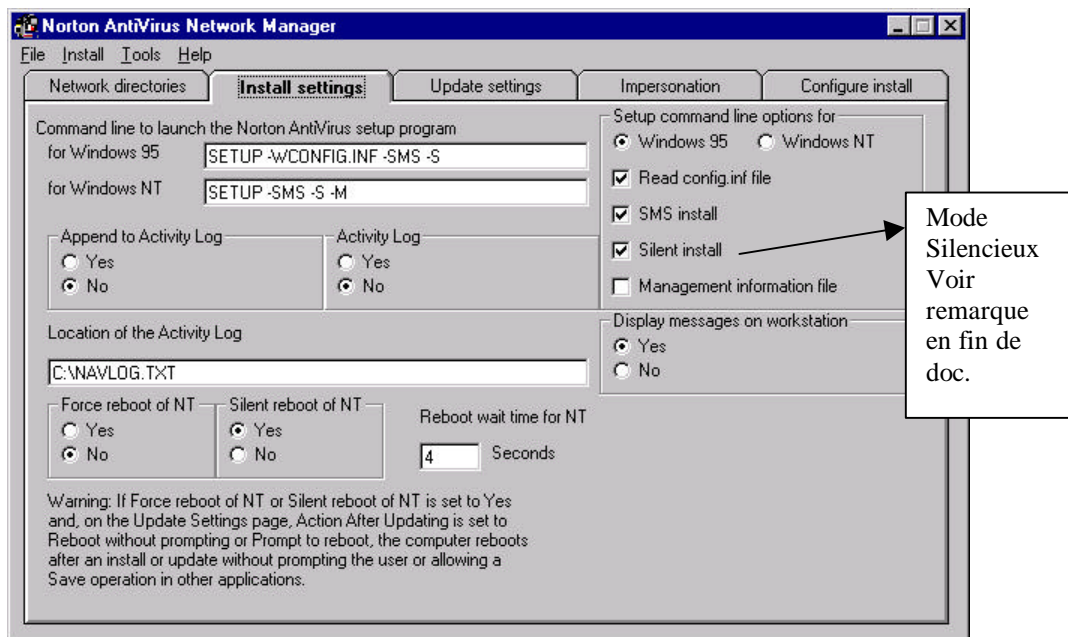 Norton AntiVirus Network Manager
File Install Tools Help
Network directories
Install settings
Update settings
Impersonation
Configure install
Command line to launch the Norton AntiVirus setup program
for Windows 95
SETUP -WCONFIG.INF -SMS -S
for Windows NT
SETUP -SMS -S -M
Append to Activity Log
Yes
No
Activity Log
Yes
No
Location of the Activity Log
C:\NAVLOG.TXT
Force reboot of NT
Yes
No
Silent reboot of NT
Yes
No
Reboot wait time for NT
4 Seconds
Warning: If Force reboot of NT or Silent reboot of NT is set to Yes
and, on the Update Settings page, Action After Updating is set to
Reboot without prompting or Prompt to reboot, the computer reboots
after an install or update without prompting the user or allowing a
Save operation in other applications.
Setup command line options for
Windows 95 Windows NT
Read config.inf file
SMS install
Silent install
Management information file
Display messages on workstation
Yes
No
Mode
Silencieux
Voir
remarque
en fin de
doc.